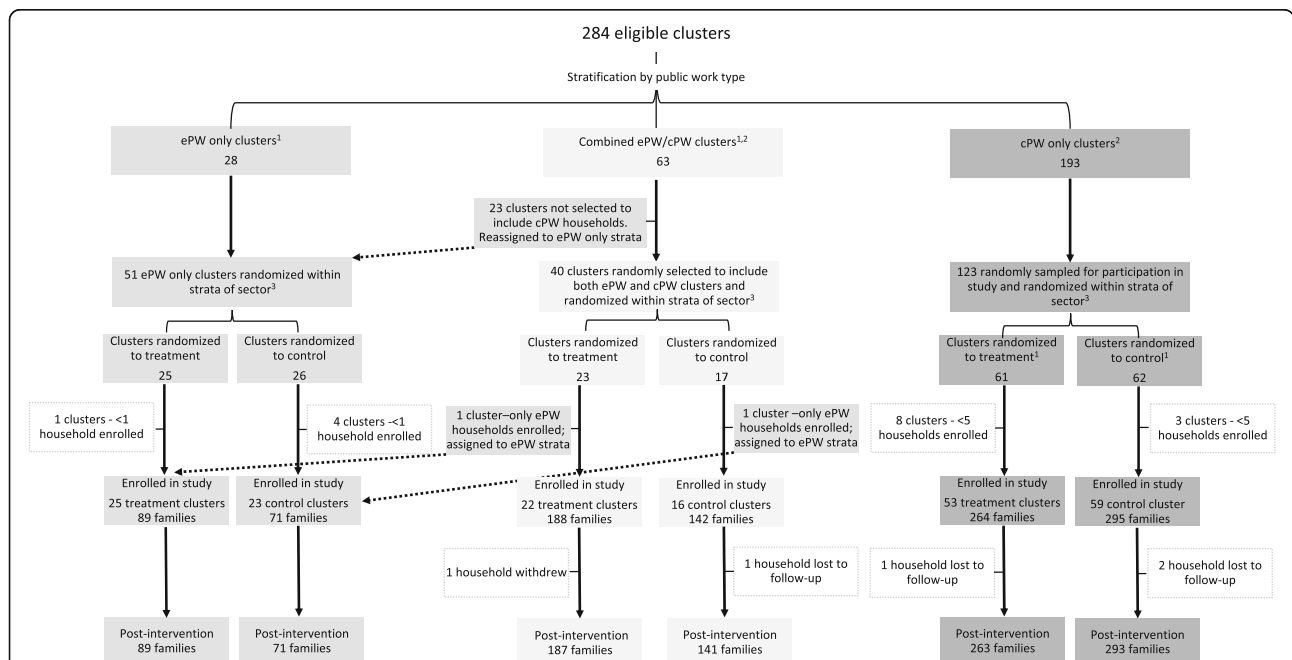 284 eligible clusters
Stratification by public work type
ePW only clusters¹
28
Combined ePW/cPW clusters¹,²
63
cPW only clusters²
193
23 clusters not selected to
include cPW households.
Reassigned to ePW only strata
51 ePW only clusters randomized within
strata of sector³
40 clusters randomly selected to include
both ePW and cPW clusters and
randomized within strata of sector³
123 randomly sampled for participation in
study and randomized within strata of
sector³
Clusters randomized
to treatment
25
Clusters randomized
to control
26
Clusters randomized
to treatment
23
Clusters randomized
to control
17
Clusters randomized
to treatment¹
61
Clusters randomized
to control¹
62
1 clusters - <1
household enrolled
4 clusters -<1
household enrolled
1 cluster–only ePW
households enrolled;
assigned to ePW strata
1 cluster –only ePW
households enrolled;
assigned to ePW strata
8 clusters - <5
households enrolled
3 clusters - <5
households enrolled
Enrolled in study
25 treatment clusters
89 families
Enrolled in study
23 control clusters
71 families
Enrolled in study
22 treatment clusters
188 families
Enrolled in study
16 control clusters
142 families
Enrolled in study
53 treatment clusters
264 families
Enrolled in study
59 control cluster
295 families
1 household withdrew
1 household lost to
follow-up
1 household lost to
follow-up
2 household lost to
follow-up
Post-intervention
89 families
Post-intervention
71 families
Post-intervention
187 families
Post-intervention
141 families
Post-intervention
263 families
Post-intervention
293 families